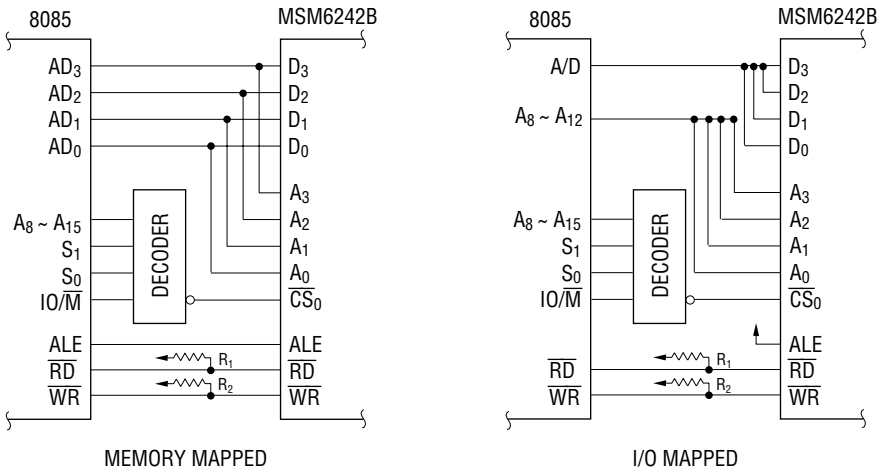 8085
MSM6242B
AD3
AD2
AD1
AD0
D3
D2
D1
D0
A3
A2
A1
A0
CS0
A8 ~ A15
S1
S0
IO/M
DECODER
ALE
RD
WR
R1
R2
ALE
RD
WR
MEMORY MAPPED
8085
MSM6242B
A/D
A8 ~ A12
D3
D2
D1
D0
A3
A2
A1
A0
CS0
A8 ~ A15
S1
S0
IO/M
DECODER
RD
WR
R1
R2
ALE
RD
WR
I/O MAPPED